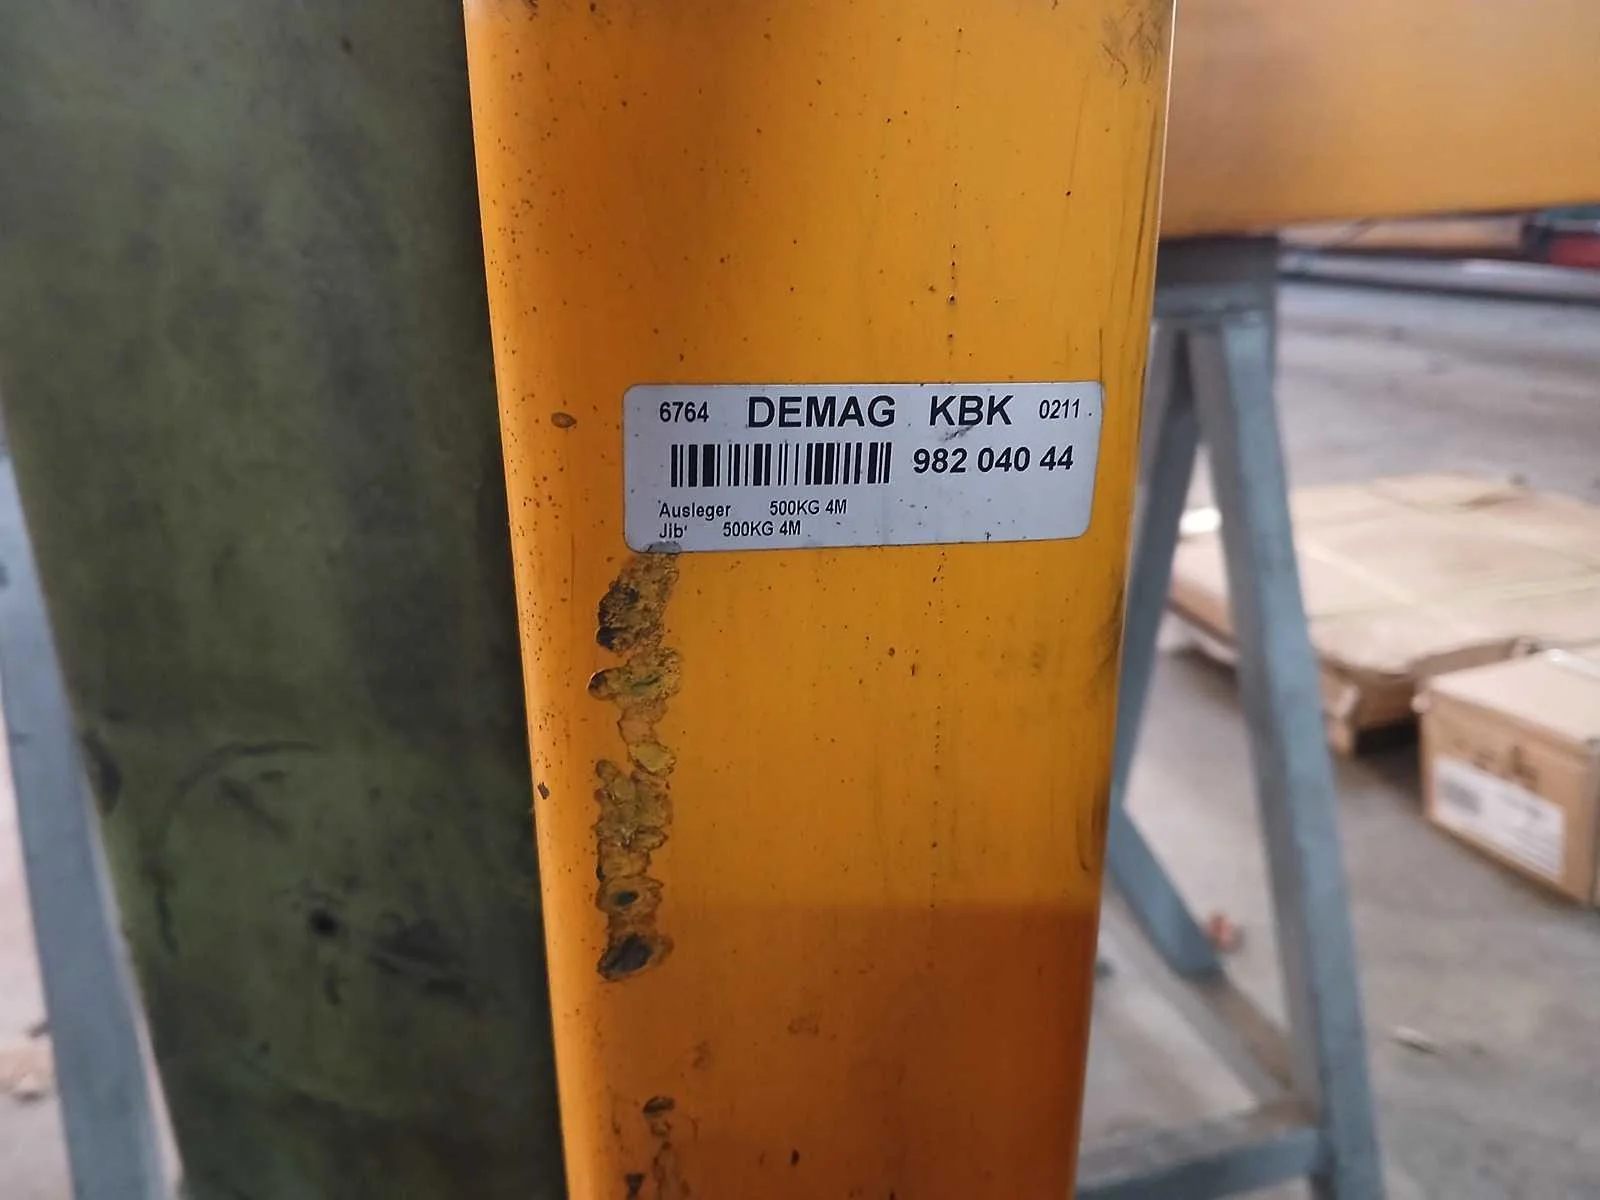 6764 DEMAG KBK 0211
982 040 44
Ausleger 500KG 4M
Jib 500KG 4M